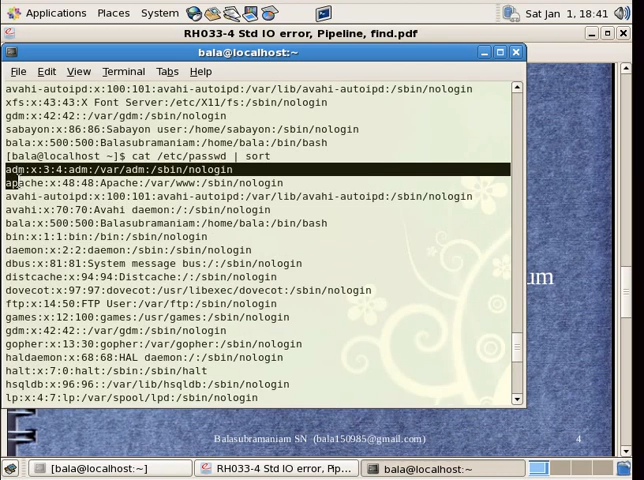 Applications Places System
Sat Jan 1, 18:41
RH033-4 Std IO error, Pipeline, find.pdf
bala@localhost:~
File Edit View Terminal Tabs Help
avahi-autoipd:x:100:101:avahi-autoipd:/var/lib/avahi-autoipd:/sbin/nologin
xfs:x:43:43:X Font Server:/etc/X11/fs:/sbin/nologin
gdm:x:42:42::/var/gdm:/sbin/nologin
sabayon:x:86:86:Sabayon user:/home/sabayon:/sbin/nologin
bala:x:500:500:Balasubramaniam:/home/bala:/bin/bash
[bala@localhost ~]$ cat /etc/passwd | sort
adm:x:3:4:adm:/var/adm:/sbin/nologin
apache:x:48:48:Apache:/var/www:/sbin/nologin
avahi-autoipd:x:100:101:avahi-autoipd:/var/lib/avahi-autoipd:/sbin/nologin
avahi:x:70:70:Avahi daemon:/:/sbin/nologin
bala:x:500:500:Balasubramaniam:/home/bala:/bin/bash
bin:x:1:1:bin:/bin:/sbin/nologin
daemon:x:2:2:daemon:/sbin:/sbin/nologin
dbus:x:81:81:System message bus:/:/sbin/nologin
distcache:x:94:94:Distcache:/:/sbin/nologin
dovecot:x:97:97:dovecot:/usr/libexec/dovecot:/sbin/nologin
ftp:x:14:50:FTP User:/var/ftp:/sbin/nologin
games:x:12:100:games:/usr/games:/sbin/nologin
gdm:x:42:42::/var/gdm:/sbin/nologin
gopher:x:13:30:gopher:/var/gopher:/sbin/nologin
haldaemon:x:68:68:HAL daemon:/:/sbin/nologin
halt:x:7:0:halt:/sbin:/sbin/halt
hsqldb:x:96:96::/var/lib/hsqldb:/sbin/nologin
lp:x:4:7:lp:/var/spool/lpd:/sbin/nologin
um
Balasubramaniam SN (bala150985@gmail.com) 4
[bala@localhost:~]
RH033-4 Std IO error, Pip...
bala@localhost:~